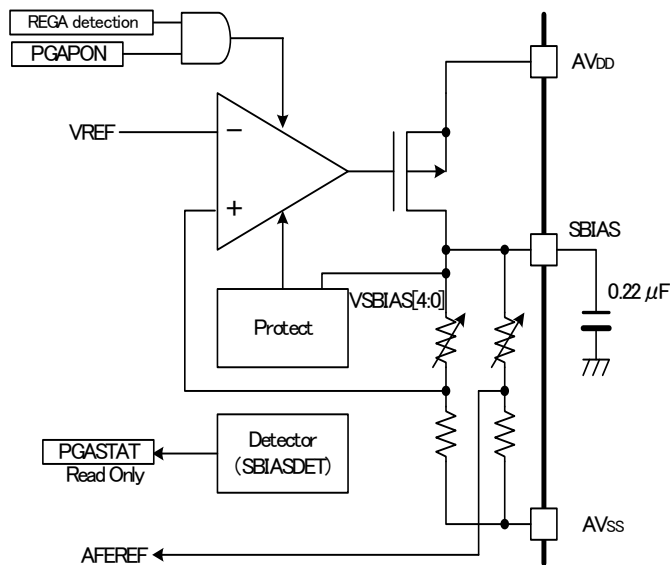 REGA detection
PGAPON
AVDD
VREF
−
+
SBIAS
VSBIAS[4:0]
0.22 μF
Protect
Detector
(SBIASDET)
PGASTAT
Read Only
AVSS
AFEREF